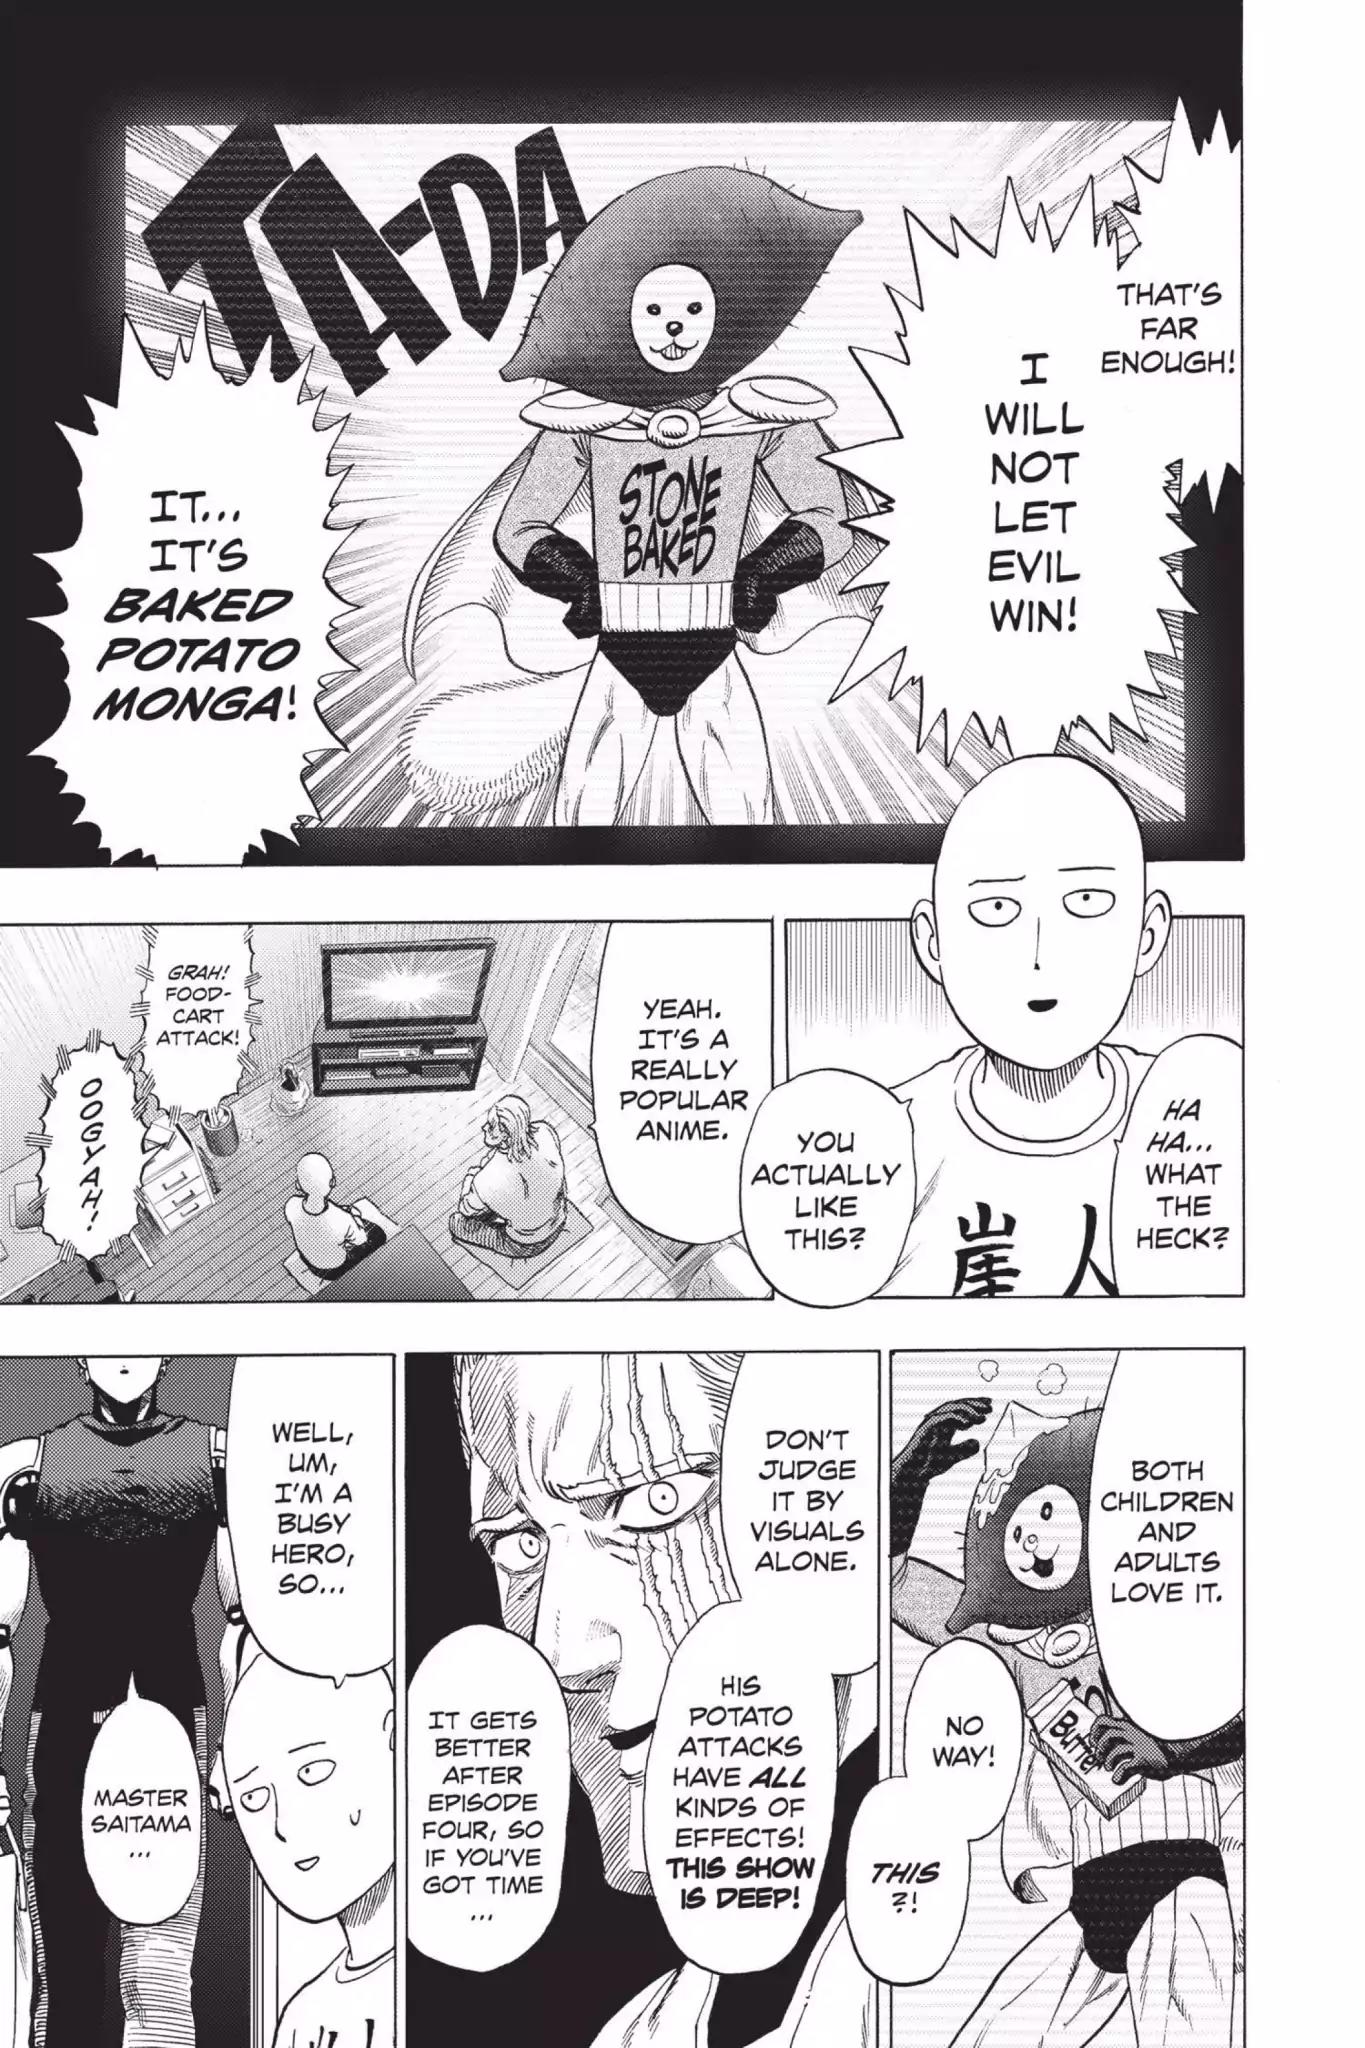 THAT'S
FAR
ENOUGH!
I
WILL
NOT
LET
EVIL
WIN!
TA-DA
STONE
BAKED
IT...
IT'S
BAKED
POTATO
MONGA!
HA
HA...
WHAT
THE
HECK?
YOU
ACTUALLY
LIKE
THIS?
崖人
YEAH.
IT'S A
REALLY
POPULAR
ANIME.
GRAH!
FOOD-
CART
ATTACK!
OOGYAH!
BOTH
CHILDREN
AND
ADULTS
LOVE IT.
Butter
NO
WAY!
THIS
?!
DON'T
JUDGE
IT BY
VISUALS
ALONE.
HIS
POTATO
ATTACKS
HAVE ALL
KINDS OF
EFFECTS!
THIS SHOW
IS DEEP!
IT GETS
BETTER
AFTER
EPISODE
FOUR, SO
IF YOU'VE
GOT TIME
...
WELL,
UM,
I'M A
BUSY
HERO,
SO...
MASTER
SAITAMA
...